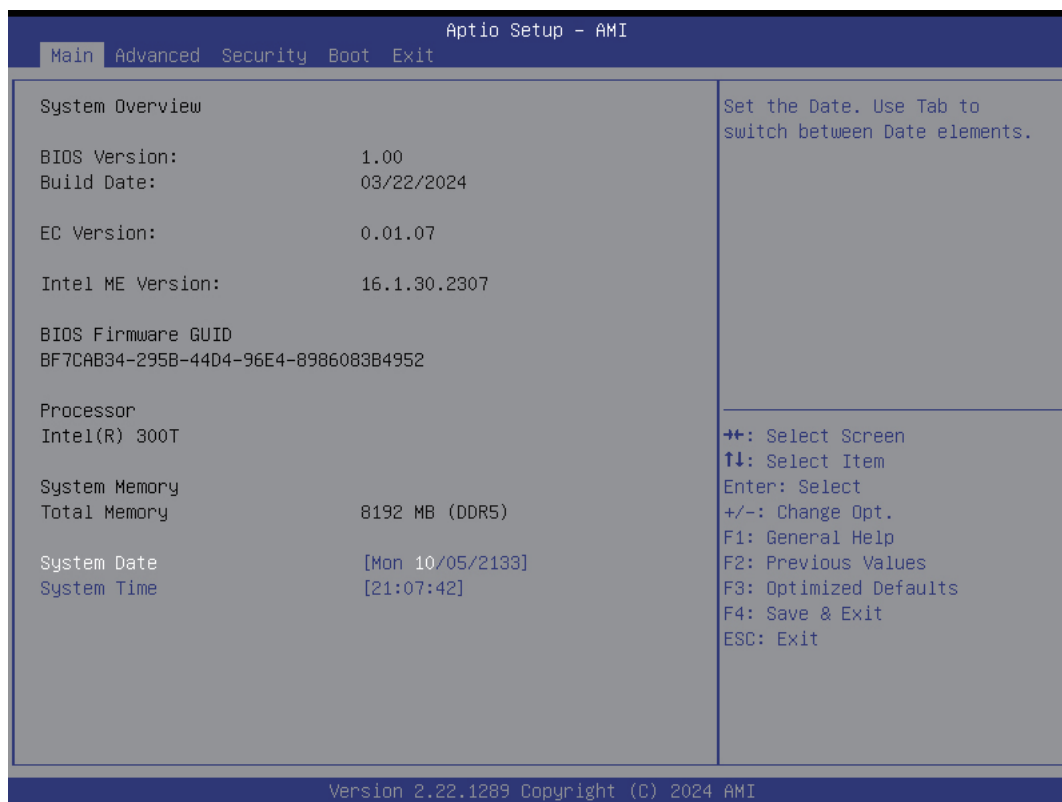 Aptio Setup – AMI
Main Advanced Security Boot Exit
System Overview
BIOS Version: 1.00
Build Date: 03/22/2024
EC Version: 0.01.07
Intel ME Version: 16.1.30.2307
BIOS Firmware GUID
BF7CAB34-295B-44D4-96E4-8986083B4952
Processor
Intel(R) 300T
System Memory
Total Memory 8192 MB (DDR5)
System Date [Mon 10/05/2133]
System Time [21:07:42]
Set the Date. Use Tab to
switch between Date elements.
→←: Select Screen
↑↓: Select Item
Enter: Select
+/-: Change Opt.
F1: General Help
F2: Previous Values
F3: Optimized Defaults
F4: Save & Exit
ESC: Exit
Version 2.22.1289 Copyright (C) 2024 AMI